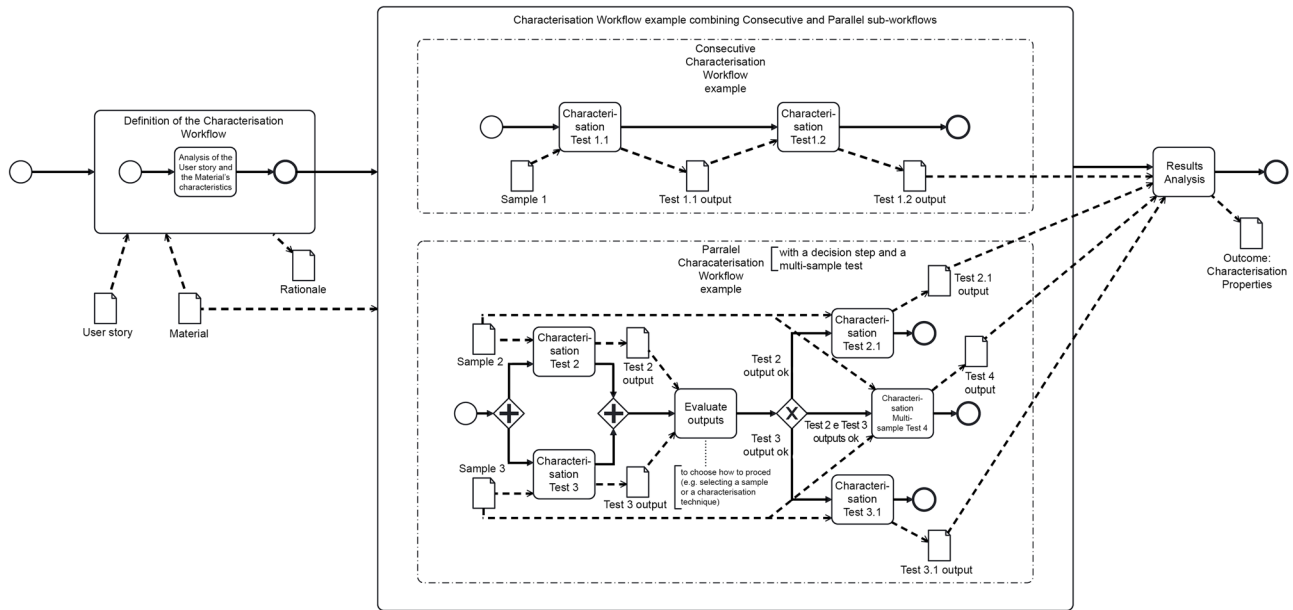 Characterisation Workflow example combining Consecutive and Parallel sub-workflows
Consecutive
Characterisation
Workflow
example
Definition of the Characterisation
Workflow
Analysis of the
User story and
the Material's
characteristics
User story
Material
Rationale
Characteri-
sation
Test 1.1
Characteri-
sation
Test1.2
Sample 1
Test 1.1 output
Test 1.2 output
Results
Analysis
Outcome:
Characterisation
Properties
Parralel
Characaterisation
Workflow
example
with a decision step and a
multi-sample test
Sample 2
Characteri-
sation
Test 2
Test 2
output
Sample 3
Characteri-
sation
Test 3
Test 3 output
Evaluate
outputs
to choose how to proced
(e.g. selecting a sample
or a characterisation
technique)
X
Test 2
output ok
Test 2 e Test 3
outputs ok
Test 3
output ok
Characteri-
sation
Test 2.1
Test 2.1
output
Characterі-
sation
Multi-
sample Test 4
Test 4
output
Characteri-
sation
Test 3.1
Test 3.1 output